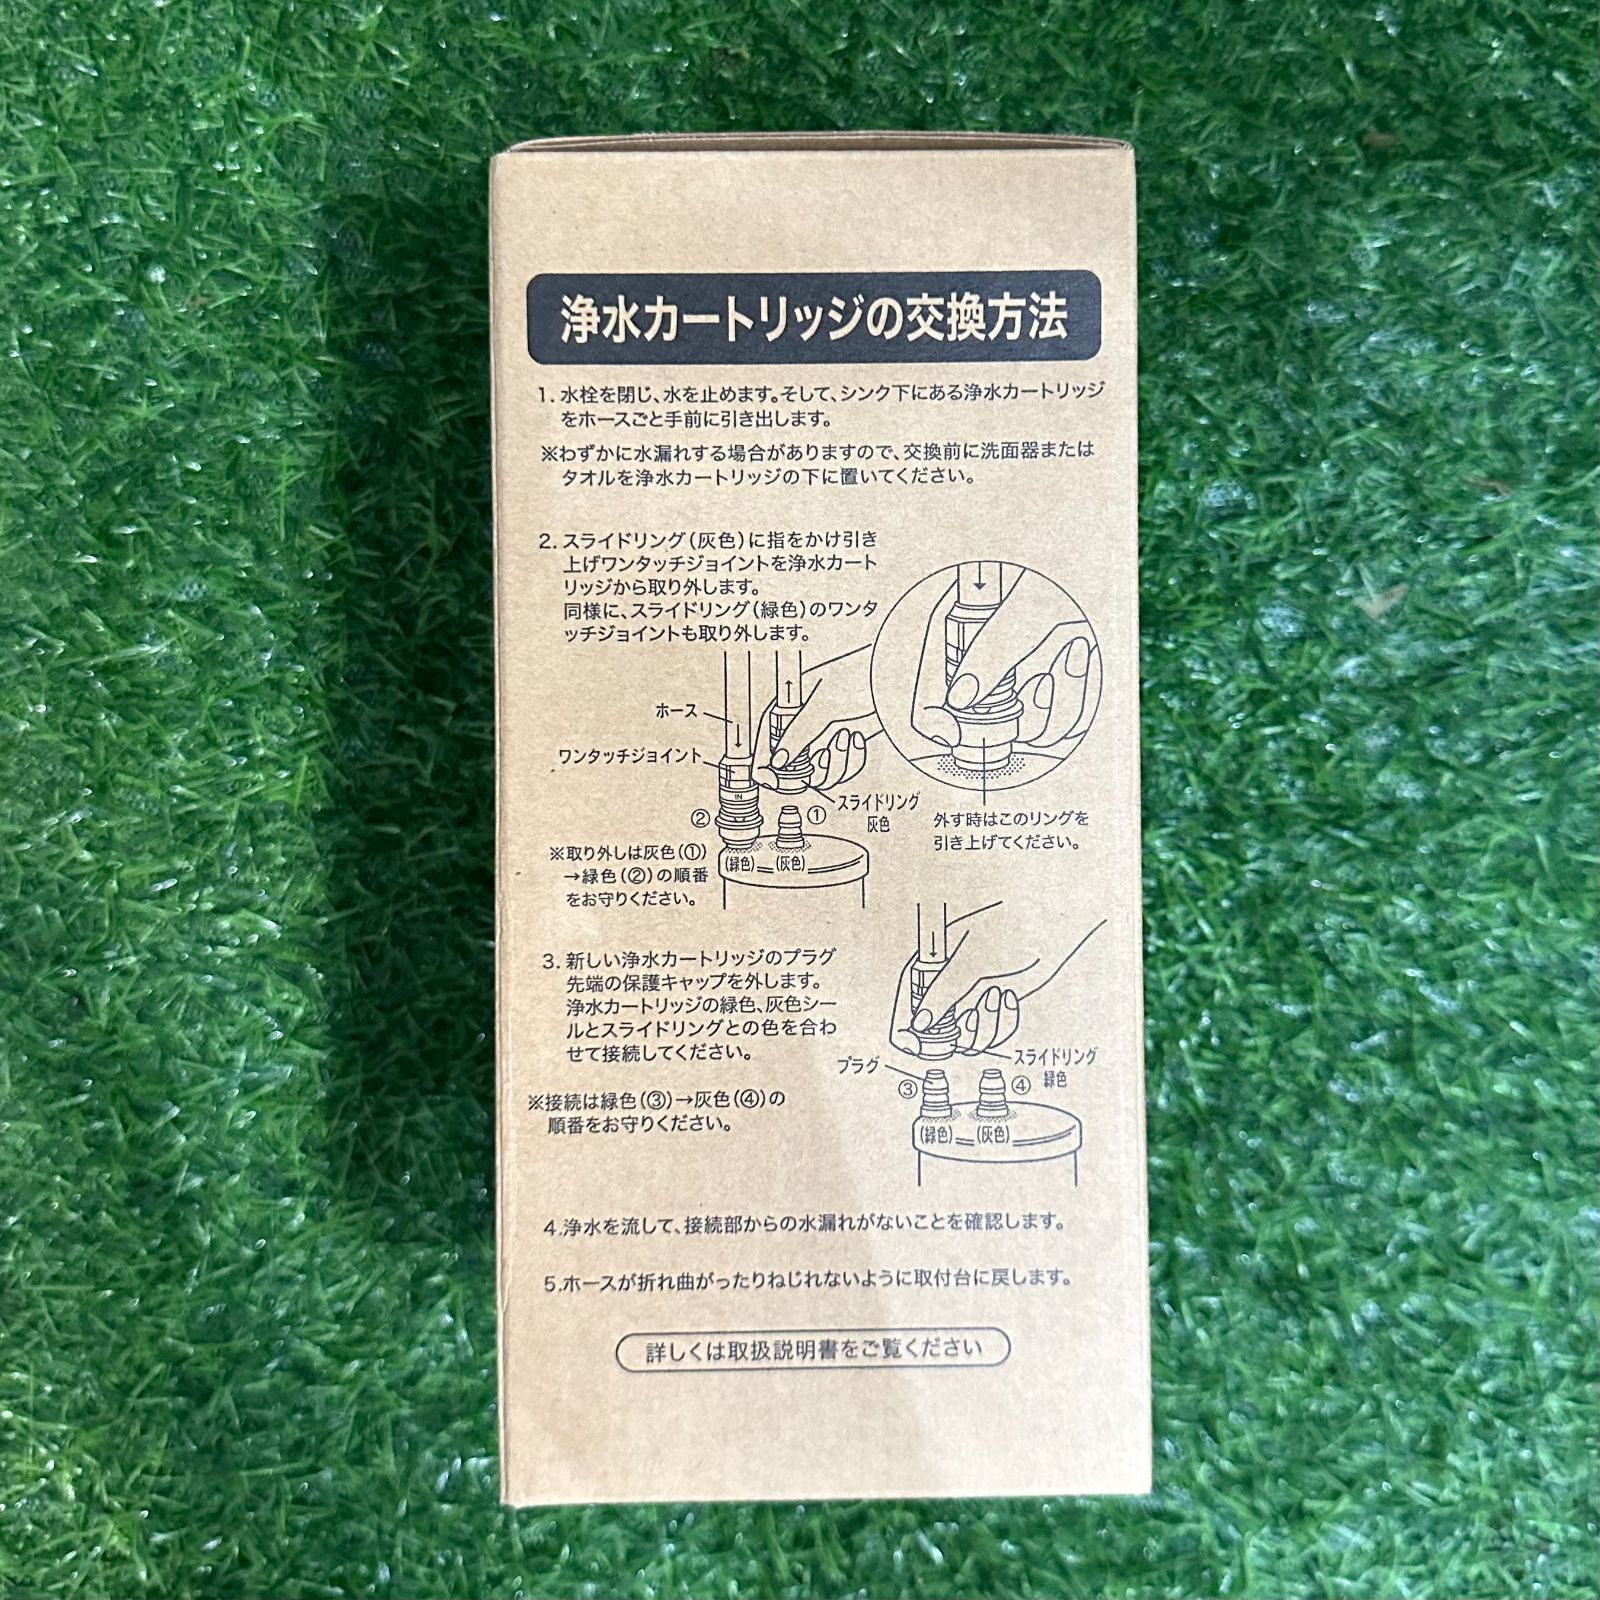 浄水カートリッジの交換方法
1. 水栓を閉じ、水を止めます。そして、シンク下にある浄水カートリッジ
をホースごと手前に引き出します。
※わずかに水漏れする場合がありますので、交換前に洗面器または
タオルを浄水カートリッジの下に置いてください。
2. スライドリング(灰色)に指をかけ引き
上げワンタッチジョイントを浄水カート
リッジから取り外します。
同様に、スライドリング(緑色)のワンタ
ッチジョイントも取り外します。
ホース
ワンタッチジョイント
IN
②
①
スライドリング
灰色
外す時はこのリングを
引き上げてください。
(緑色)
(灰色)
※取り外しは灰色(①)
→緑色(②)の順番
をお守りください。
3. 新しい浄水カートリッジのプラグ
先端の保護キャップを外します。
浄水カートリッジの緑色、灰色シー
ルとスライドリングとの色を合わ
せて接続してください。
プラグ
スライドリング
緑色
③
④
(緑色)
(灰色)
※接続は緑色(③)→灰色(④)の
順番をお守りください。
4.浄水を流して、接続部からの水漏れがないことを確認します。
5.ホースが折れ曲がったりねじれないように取付台に戻します。
詳しくは取扱説明書をご覧ください